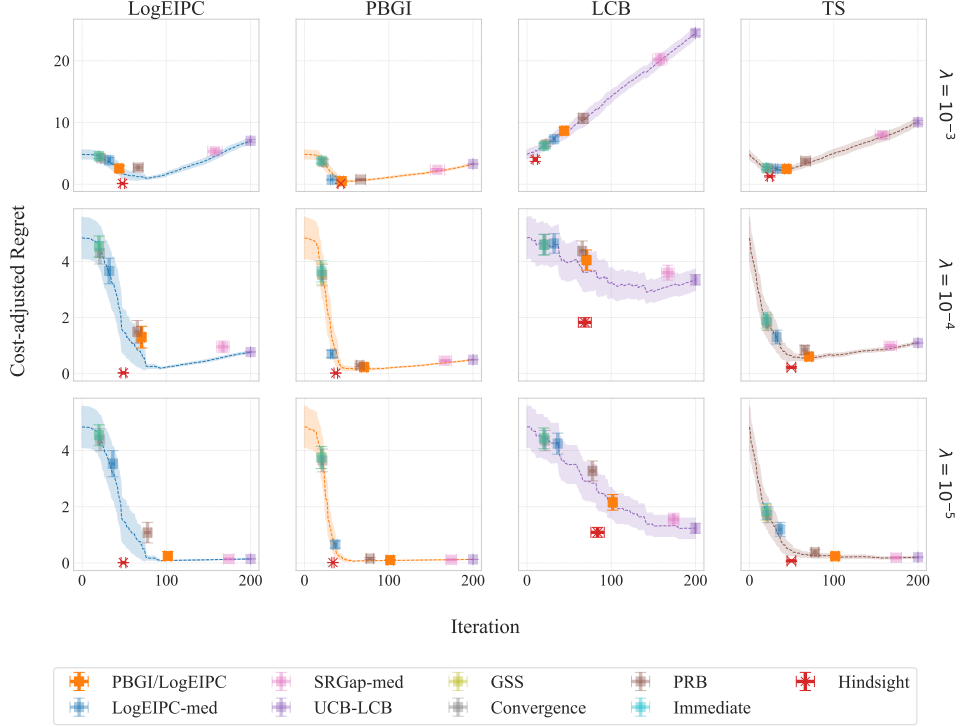 LogEIPC PBGI LCB TS
20
10
0
λ = 10⁻³
4
2
0
λ = 10⁻⁴
4
2
0
λ = 10⁻⁵
0 100 200 0 100 200 0 100 200 0 100 200
Cost-adjusted Regret
Iteration
PBGI/LogEIPC SRGap-med GSS PRB Hindsight
LogEIPC-med UCB-LCB Convergence Immediate